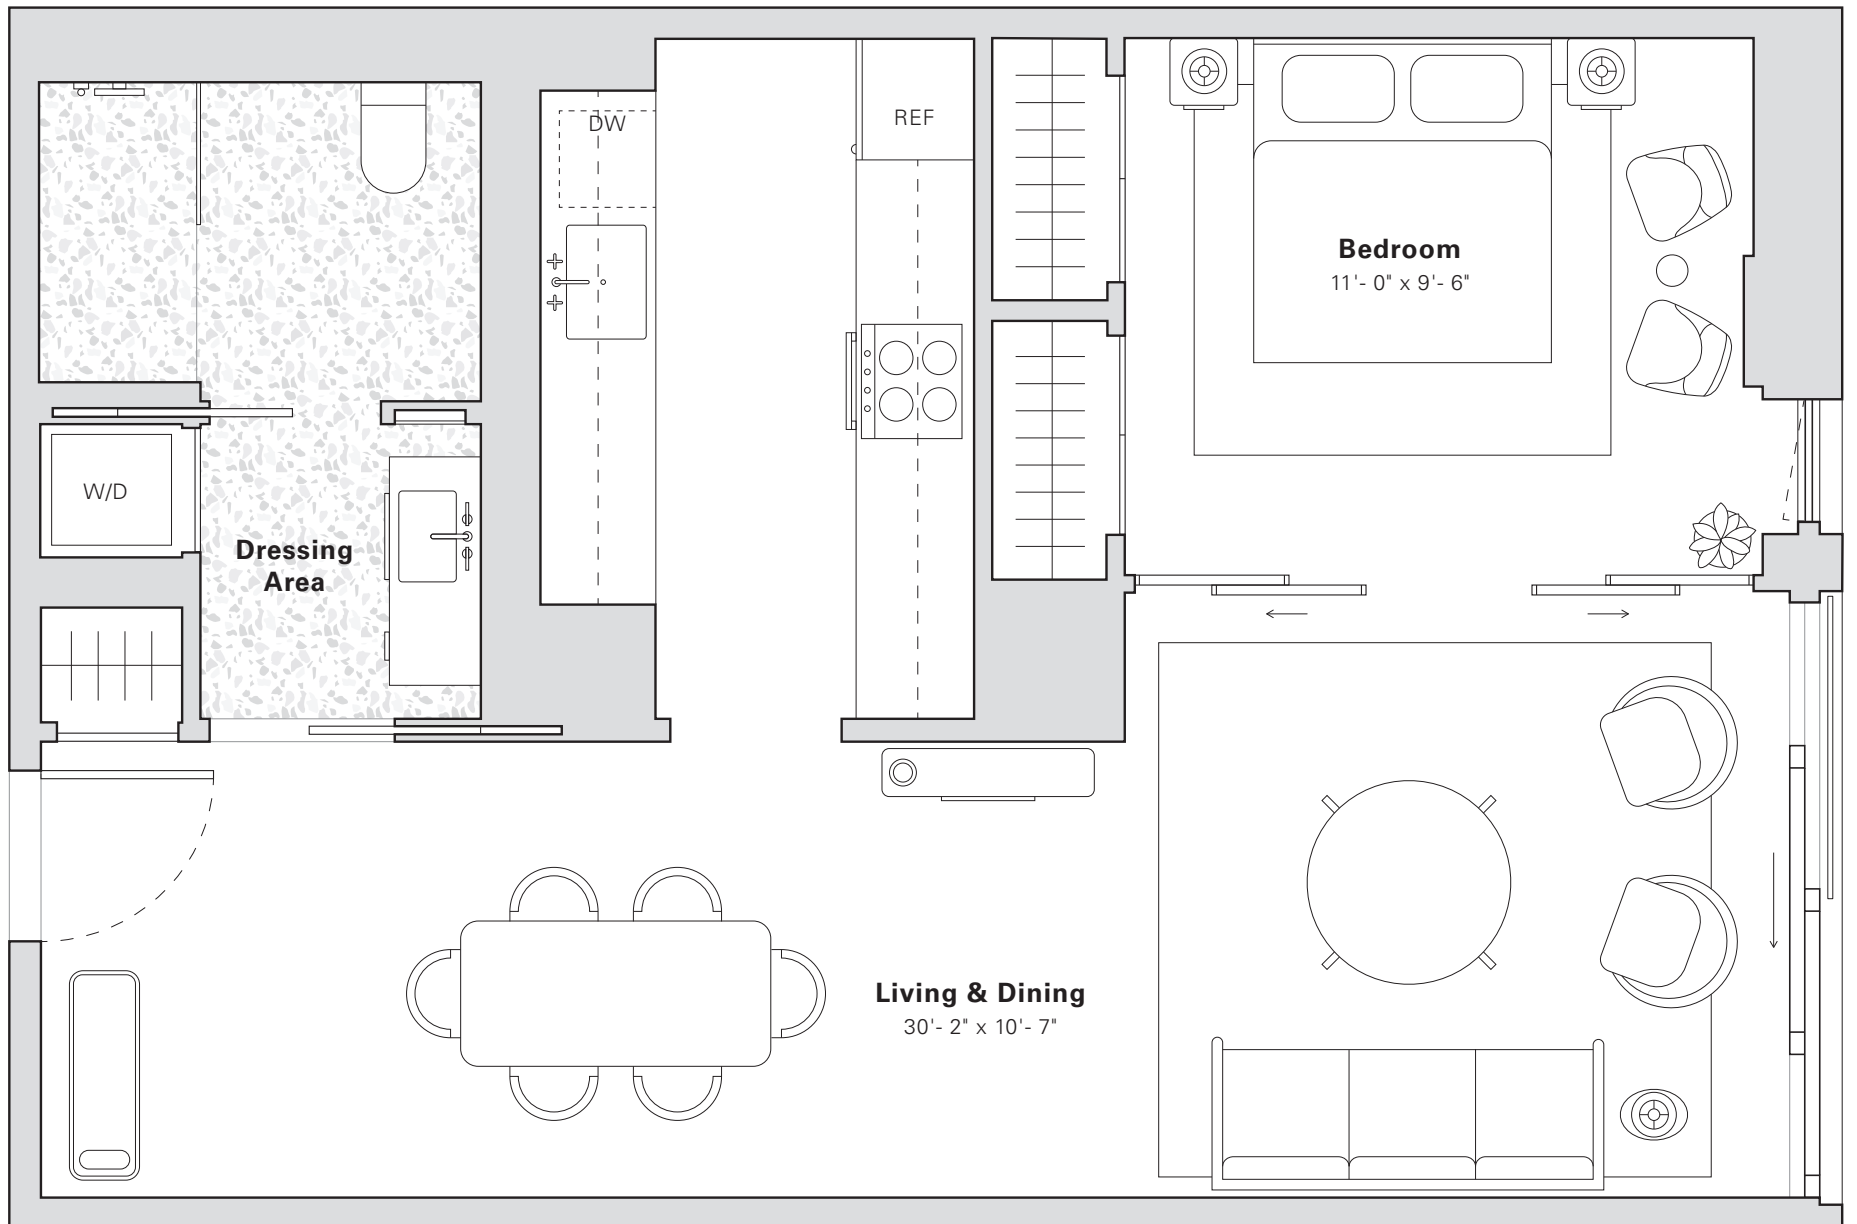 DW
REF
Bedroom
11'- 0" x 9'- 6"
W/D
Dressing
Area
Living & Dining
30'- 2" x 10'- 7"